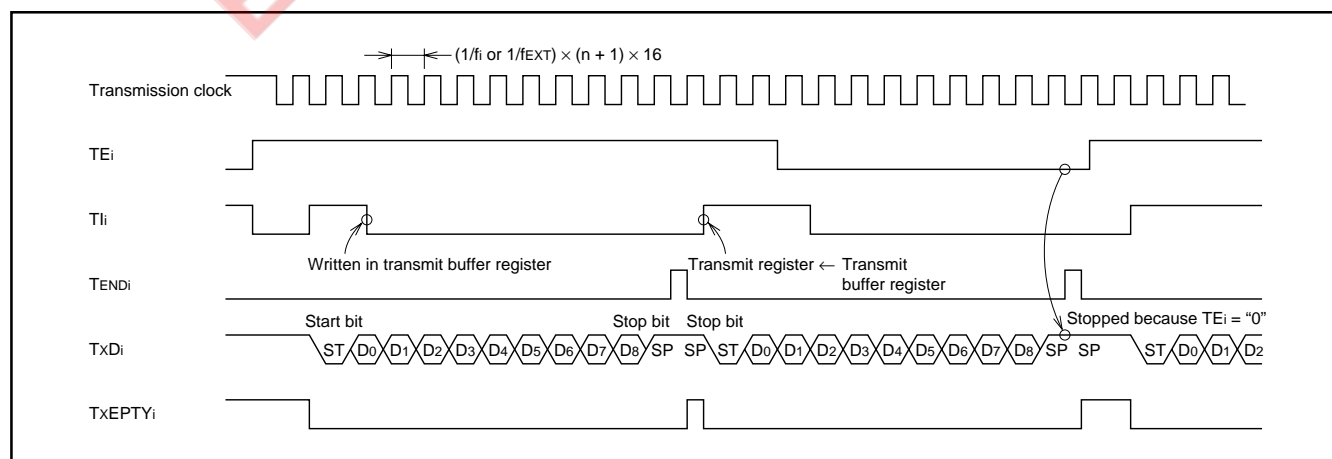 (1/fi or 1/fEXT) × (n + 1) × 16
Transmission clock
TEi
TIi
Written in transmit buffer register
Transmit register ← Transmit
buffer register
TENDi
Start bit
Stop bit
Stop bit
Stopped because TEi = “0”
TxDi
ST D0 D1 D2 D3 D4 D5 D6 D7 D8 SP SP ST D0 D1 D2 D3 D4 D5 D6 D7 D8 SP SP ST D0 D1 D2
TxEPTYi